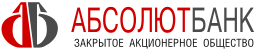 АБСОЛЮТБАНК
ЗАКРЫТОЕ АКЦИОНЕРНОЕ ОБЩЕСТВО